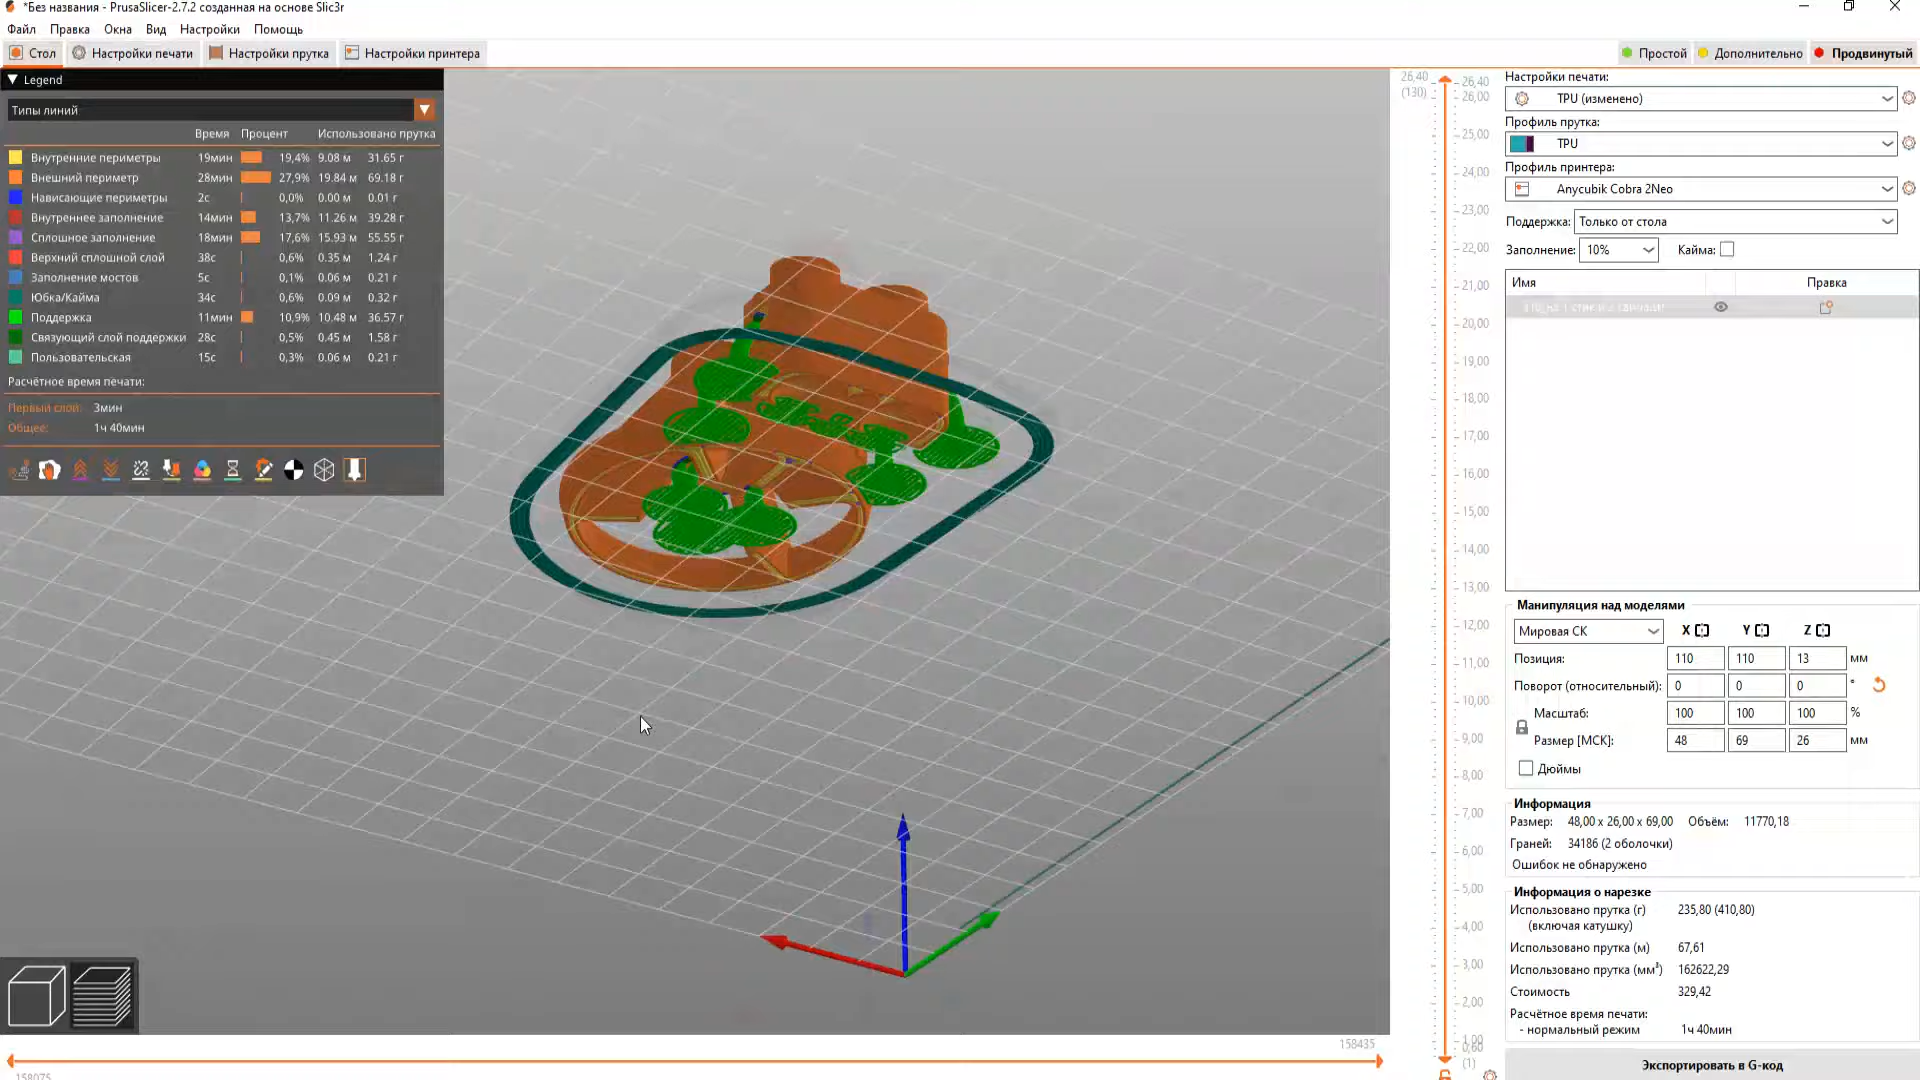 *Без названия - PrusaSlicer-2.7.2 созданная на основе Slic3r
Файл Правка Окна Вид Настройки Помощь
Стол Настройки печати Настройки прутка Настройки принтера
Простой Дополнительно Продвинутый
Legend
Типы линий
Время Процент Использовано прутка
Внутренние периметры 19мин 19,4% 9.08 м 31.65 г
Внешний периметр 28мин 27,9% 19.84 м 69.18 г
Нависающие периметры 2с 0,0% 0.00 м 0.01 г
Внутреннее заполнение 14мин 13,7% 11.26 м 39.28 г
Сплошное заполнение 18мин 17,6% 15.93 м 55.55 г
Верхний сплошной слой 38с 0,6% 0.35 м 1.24 г
Заполнение мостов 5с 0,1% 0.06 м 0.21 г
Юбка/Кайма 34с 0,6% 0.09 м 0.32 г
Поддержка 11мин 10,9% 10.48 м 36.57 г
Связующий слой поддержки 28с 0,5% 0.45 м 1.58 г
Пользовательская 15с 0,3% 0.06 м 0.21 г
Расчётное время печати:
Первый слой: 3мин
Общее: 1ч 40мин
158435
158075
26,40
(130)
26,40
26,00
25,00
24,00
23,00
22,00
21,00
20,00
19,00
18,00
17,00
16,00
15,00
14,00
13,00
12,00
11,00
10,00
9,00
8,00
7,00
6,00
5,00
4,00
3,00
2,00
1,00
0,60
(1)
Настройки печати:
TPU (изменено)
Профиль прутка:
TPU
Профиль принтера:
Anycubik Cobra 2Neo
Поддержка: Только от стола
Заполнение: 10% Кайма:
Имя Правка
Манипуляция над моделями
Мировая СК X Y Z
Позиция: 110 110 13 мм
Поворот (относительный): 0 0 0 °
Масштаб: 100 100 100 %
Размер [МСК]: 48 69 26 мм
Дюймы
Информация
Размер: 48,00 x 26,00 x 69,00 Объём: 11770,18
Граней: 34186 (2 оболочки)
Ошибок не обнаружено
Информация о нарезке
Использовано прутка (г) 235,80 (410,80)
(включая катушку)
Использовано прутка (м) 67,61
Использовано прутка (мм³) 162622,29
Стоимость 329,42
Расчётное время печати:
- нормальный режим 1ч 40мин
Экспортировать в G-код